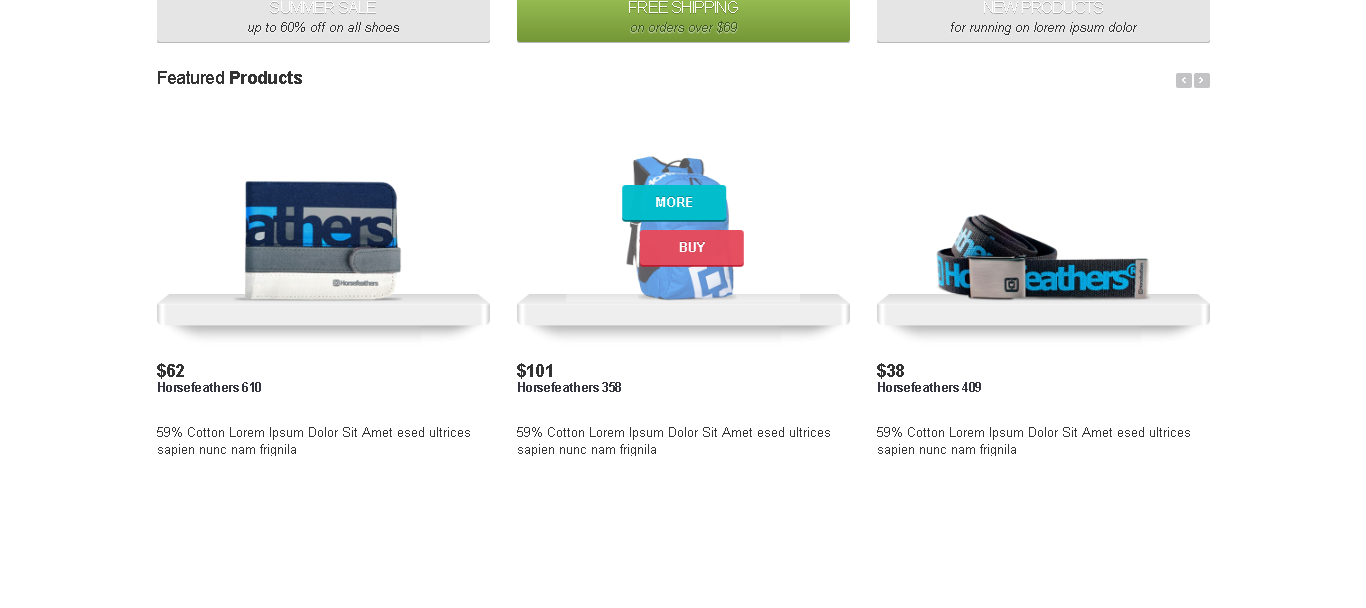 SUMMER SALE
up to 60% off on all shoes
FREE SHIPPING
on orders over $69
NEW PRODUCTS
for running on lorem ipsum dolor
Featured Products
athers
Horsefeathers
MORE
BUY
eathers
$62
Horsefeathers 610
59% Cotton Lorem Ipsum Dolor Sit Amet esed ultrices
sapien nunc nam frignila
$101
Horsefeathers 358
59% Cotton Lorem Ipsum Dolor Sit Amet esed ultrices
sapien nunc nam frignila
$38
Horsefeathers 409
59% Cotton Lorem Ipsum Dolor Sit Amet esed ultrices
sapien nunc nam frignila